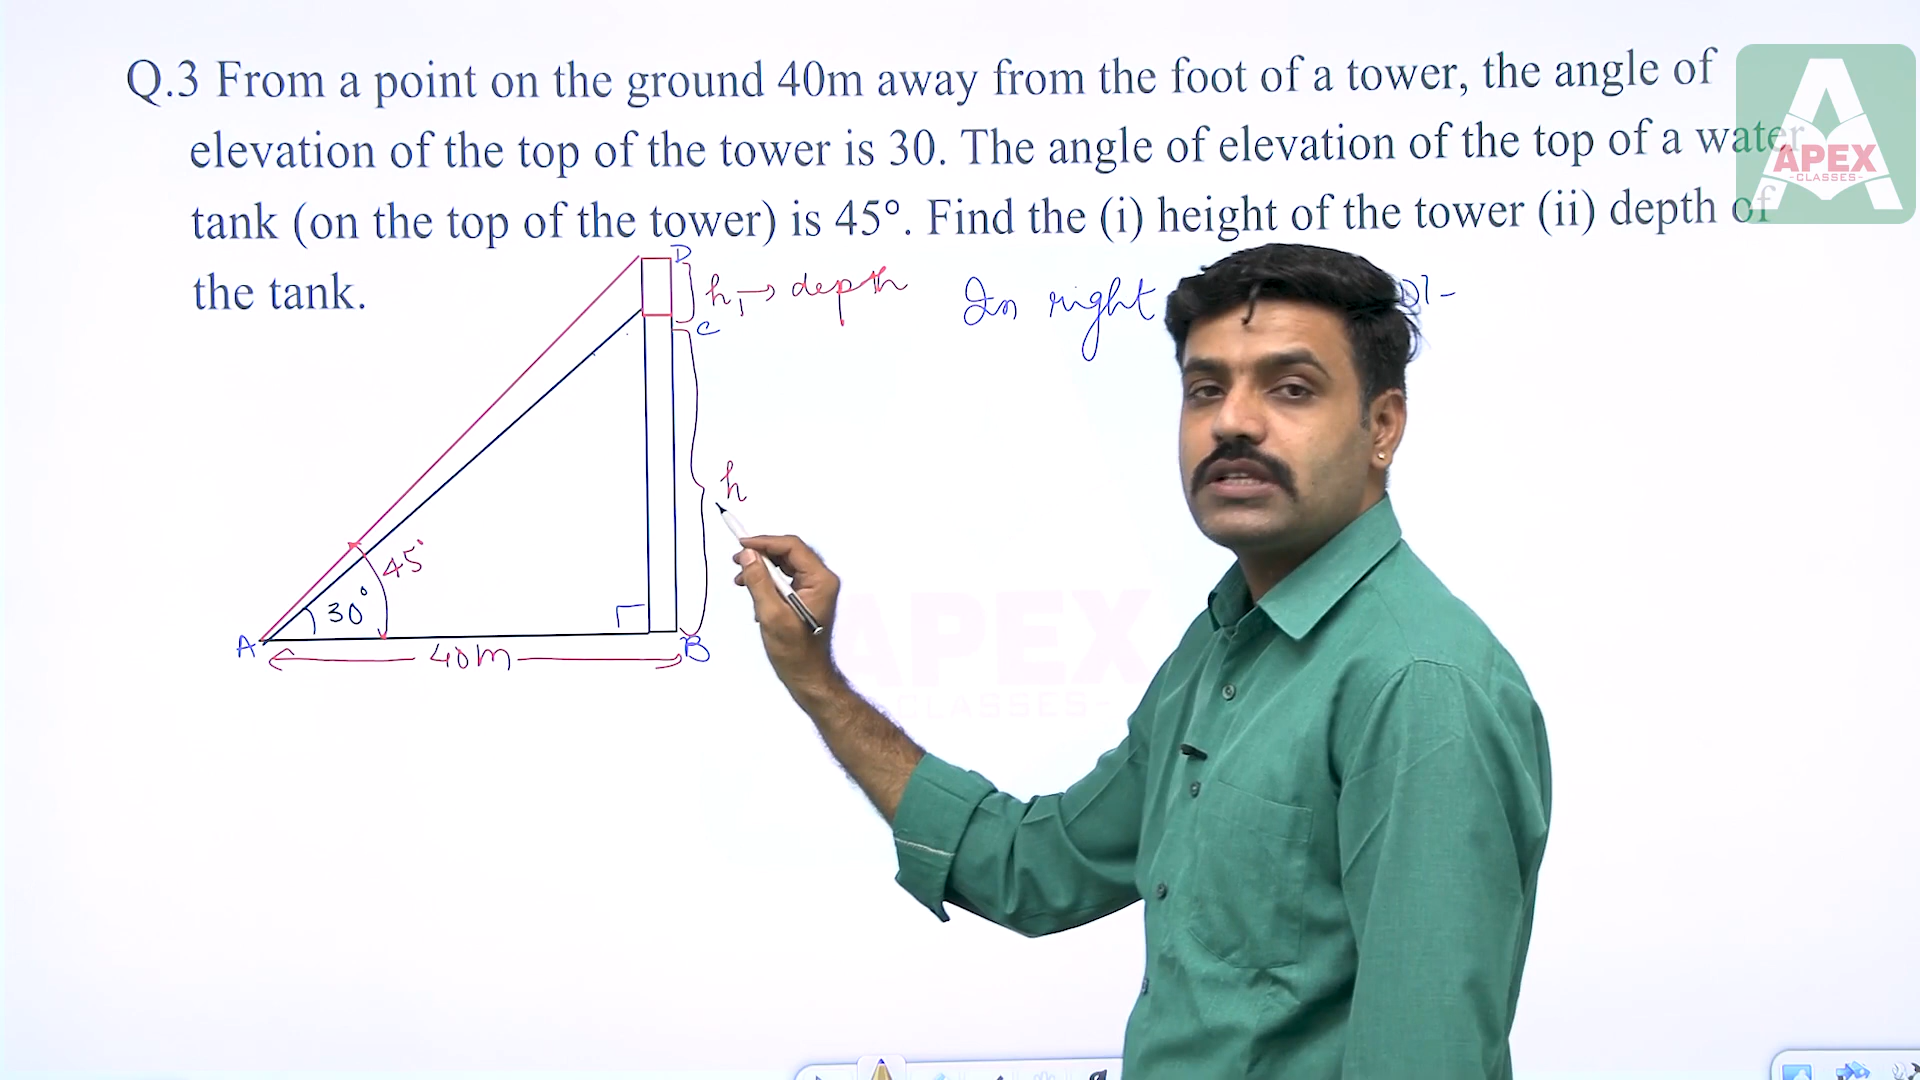 Q.3 From a point on the ground 40m away from the foot of a tower, the angle of
elevation of the top of the tower is 30. The angle of elevation of the top of a water
tank (on the top of the tower) is 45°. Find the (i) height of the tower (ii) depth of
the tank.
APEX
-CLASSES-
D
h₁ → depth
In right
C
h
45°
30°
A
40m
B
APEX
CLASSES-